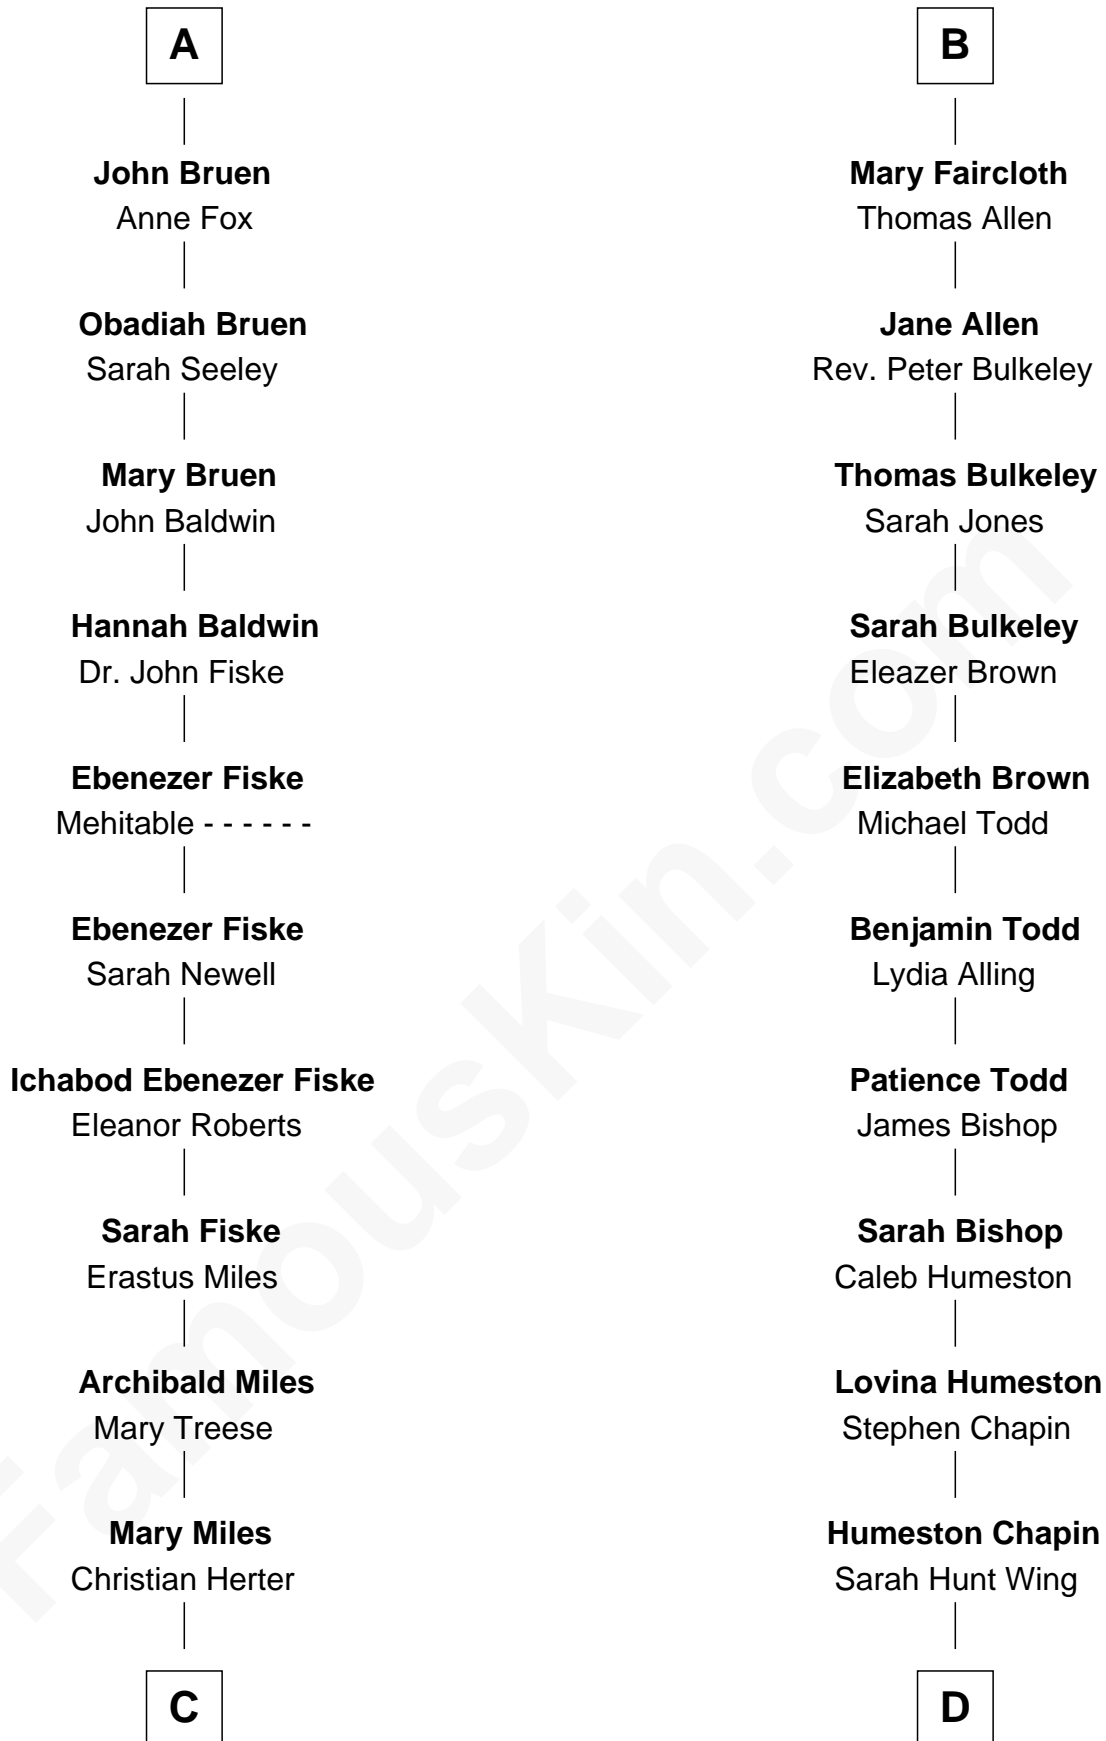 A
John Bruen
Anne Fox
Obadiah Bruen
Sarah Seeley
Mary Bruen
John Baldwin
Hannah Baldwin
Dr. John Fiske
Ebenezer Fiske
Mehitable - - - - - -
Ebenezer Fiske
Sarah Newell
Ichabod Ebenezer Fiske
Eleanor Roberts
Sarah Fiske
Erastus Miles
Archibald Miles
Mary Treese
Mary Miles
Christian Herter
C
B
Mary Faircloth
Thomas Allen
Jane Allen
Rev. Peter Bulkeley
Thomas Bulkeley
Sarah Jones
Sarah Bulkeley
Eleazer Brown
Elizabeth Brown
Michael Todd
Benjamin Todd
Lydia Alling
Patience Todd
James Bishop
Sarah Bishop
Caleb Humeston
Lovina Humeston
Stephen Chapin
Humeston Chapin
Sarah Hunt Wing
D
FamousKin.com